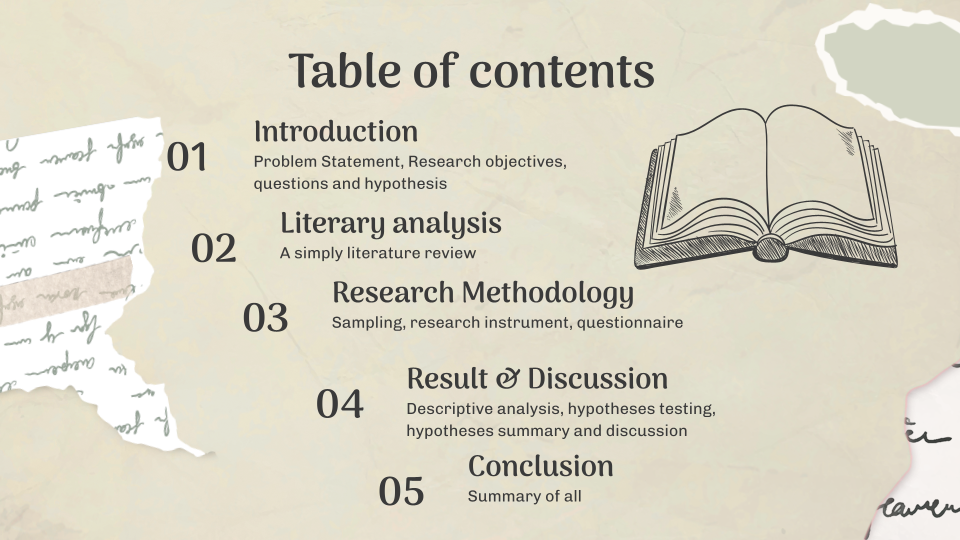 Table of contents
01
Introduction
Problem Statement, Research objectives,
questions and hypothesis
02
Literary analysis
A simply literature review
03
Research Methodology
Sampling, research instrument, questionnaire
04
Result & Discussion
Descriptive analysis, hypotheses testing,
hypotheses summary and discussion
05
Conclusion
Summary of all